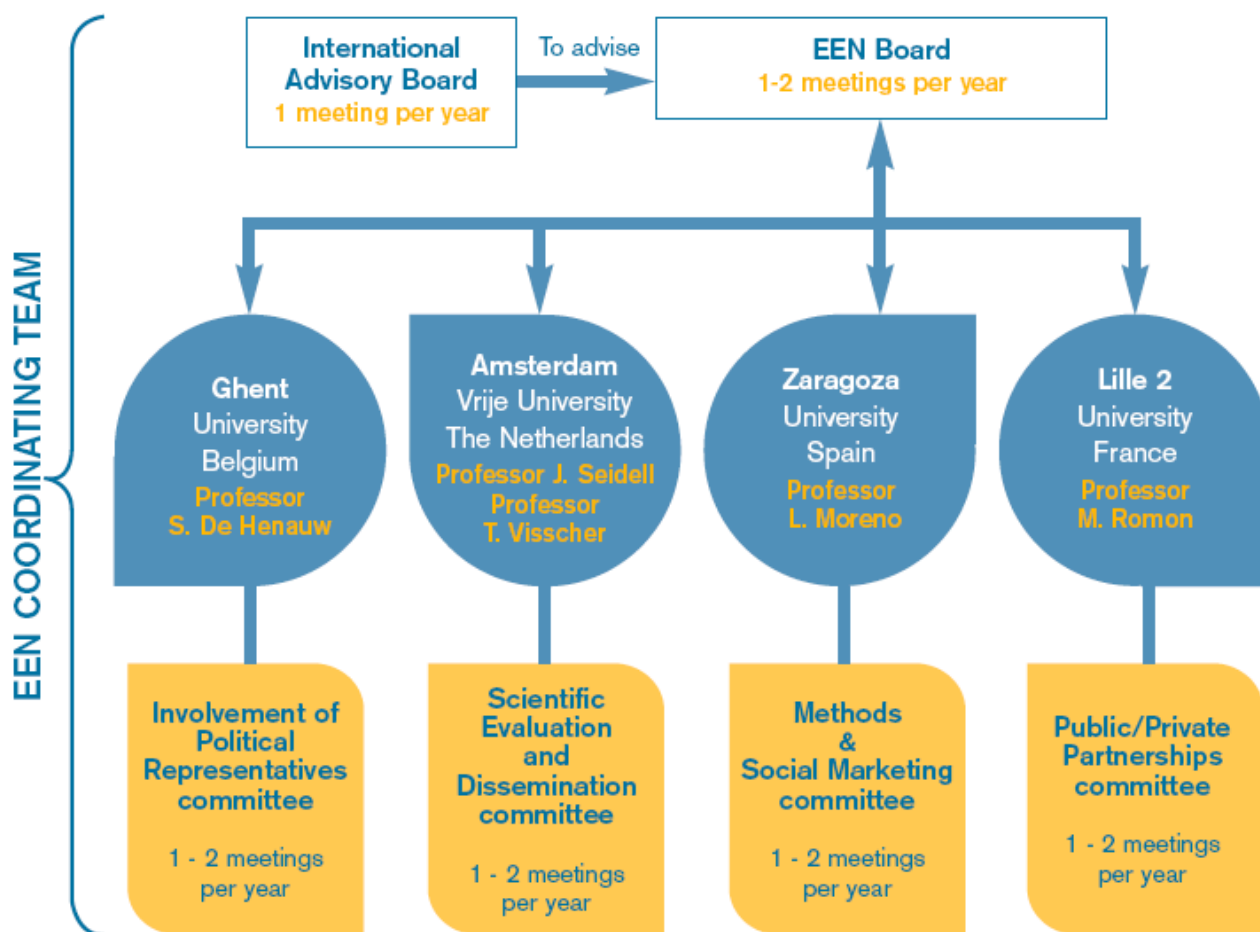 EEN COORDINATING TEAM
International
Advisory Board
1 meeting per year
To advise
EEN Board
1-2 meetings per year
Ghent
University
Belgium
Professor
S. De Henauw
Amsterdam
Vrije University
The Netherlands
Professor J. Seidell
Professor
T. Visscher
Zaragoza
University
Spain
Professor
L. Moreno
Lille 2
University
France
Professor
M. Romon
Involvement of
Political
Representatives
committee
1 - 2 meetings
per year
Scientific
Evaluation
and
Dissemination
committee
1 - 2 meetings
per year
Methods
&
Social Marketing
committee
1 - 2 meetings
per year
Public/Private
Partnerships
committee
1 - 2 meetings
per year